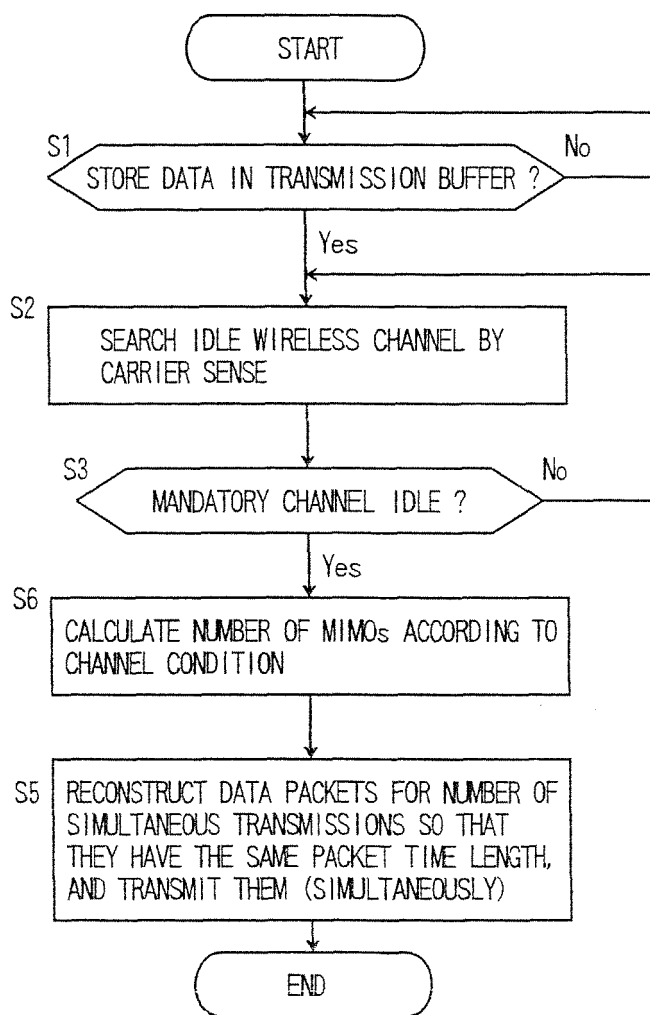 START
S1
STORE DATA IN TRANSMISSION BUFFER ?
No
Yes
S2
SEARCH IDLE WIRELESS CHANNEL BY
CARRIER SENSE
S3
MANDATORY CHANNEL IDLE ?
No
Yes
S6
CALCULATE NUMBER OF MIMOs ACCORDING TO
CHANNEL CONDITION
S5
RECONSTRUCT DATA PACKETS FOR NUMBER OF
SIMULTANEOUS TRANSMISSIONS SO THAT
THEY HAVE THE SAME PACKET TIME LENGTH,
AND TRANSMIT THEM (SIMULTANEOUSLY)
END